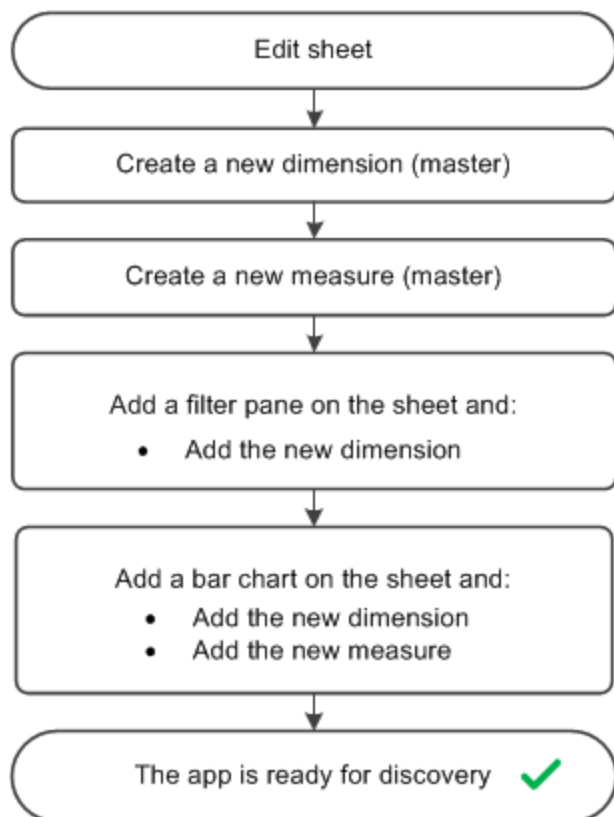 Edit sheet
Create a new dimension (master)
Create a new measure (master)
Add a filter pane on the sheet and:
• Add the new dimension
Add a bar chart on the sheet and:
• Add the new dimension
• Add the new measure
The app is ready for discovery